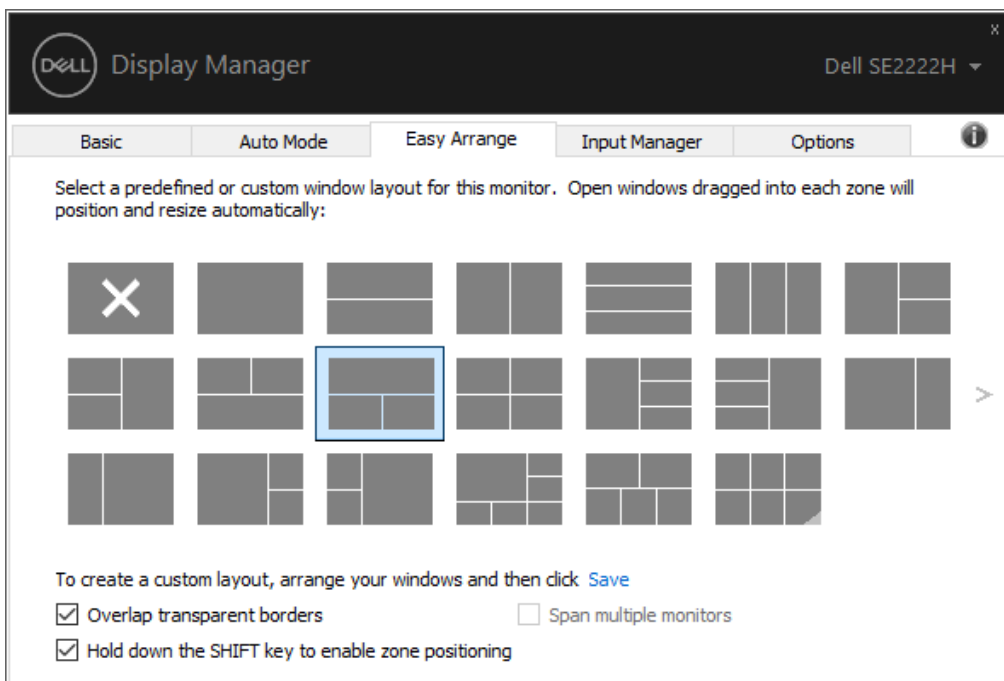 DELL Display Manager
x
Dell SE2222H
Basic Auto Mode Easy Arrange Input Manager Options
Select a predefined or custom window layout for this monitor. Open windows dragged into each zone will
position and resize automatically:
>
To create a custom layout, arrange your windows and then click Save
Overlap transparent borders Span multiple monitors
Hold down the SHIFT key to enable zone positioning